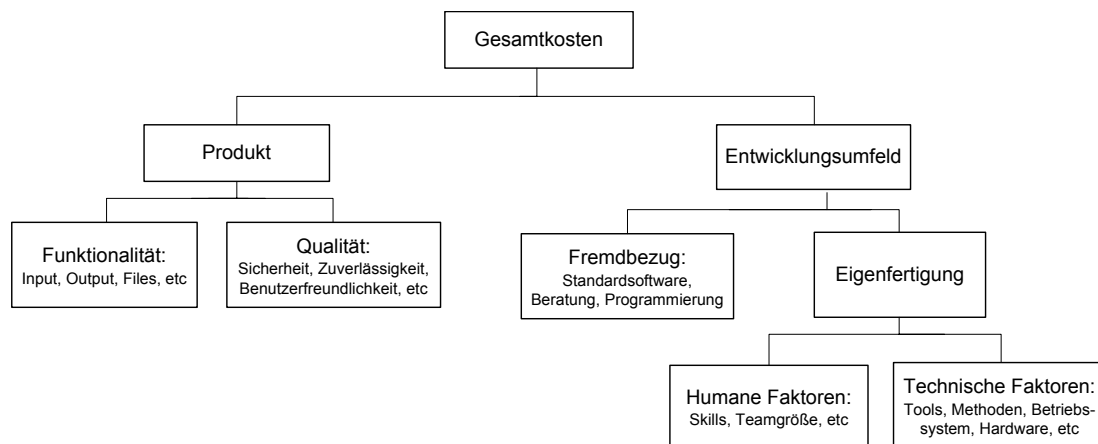 Gesamtkosten
Produkt
Entwicklungsumfeld
Funktionalität:
Input, Output, Files, etc
Qualität:
Sicherheit, Zuverlässigkeit,
Benutzerfreundlichkeit, etc
Fremdbezug:
Standardsoftware,
Beratung, Programmierung
Eigenfertigung
Humane Faktoren:
Skills, Teamgröße, etc
Technische Faktoren:
Tools, Methoden, Betriebs-
system, Hardware, etc